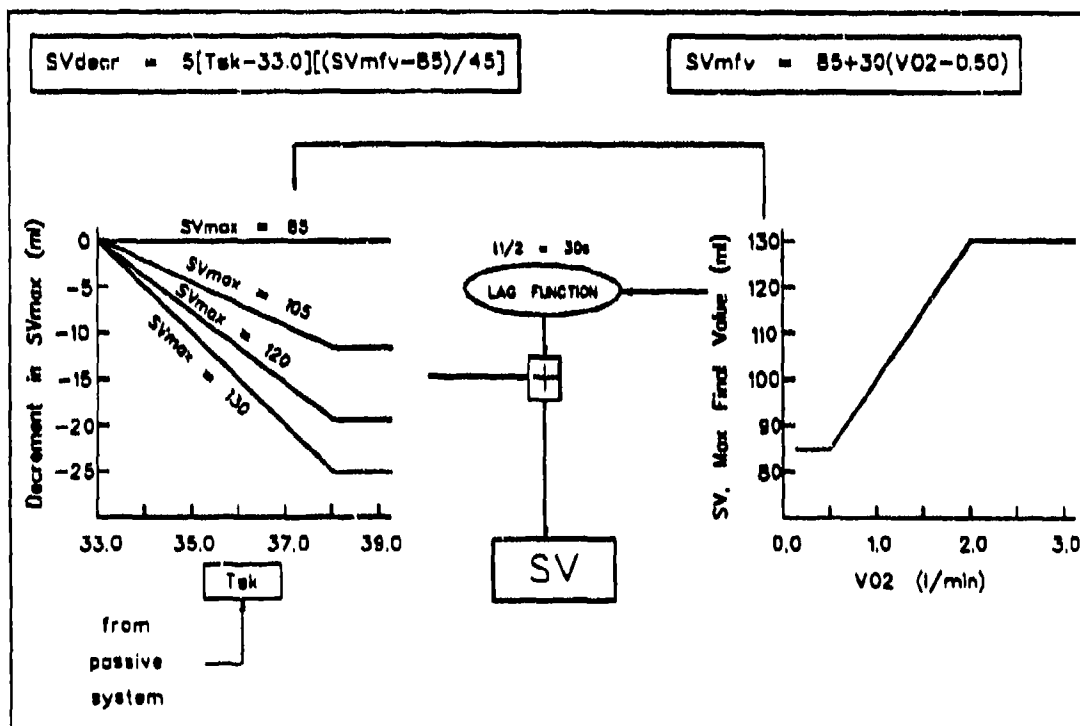 SVdecr = 5[Tsk-33.0][(SVmfv-85)/45]
SVmfv = 85+30(VO2-0.50)
Decrement in SVmax (ml)
0
-5
-10
-15
-20
-25
SVmax = 85
SVmax = 105
SVmax = 120
SVmax = 130
33.0
35.0
37.0
39.0
Tsk
from
passive
system
t1/2 = 30s
LAG FUNCTION
+
SV
SV, Max Final Value (ml)
130
120
110
100
90
80
0.0
1.0
2.0
3.0
VO2 (l/min)